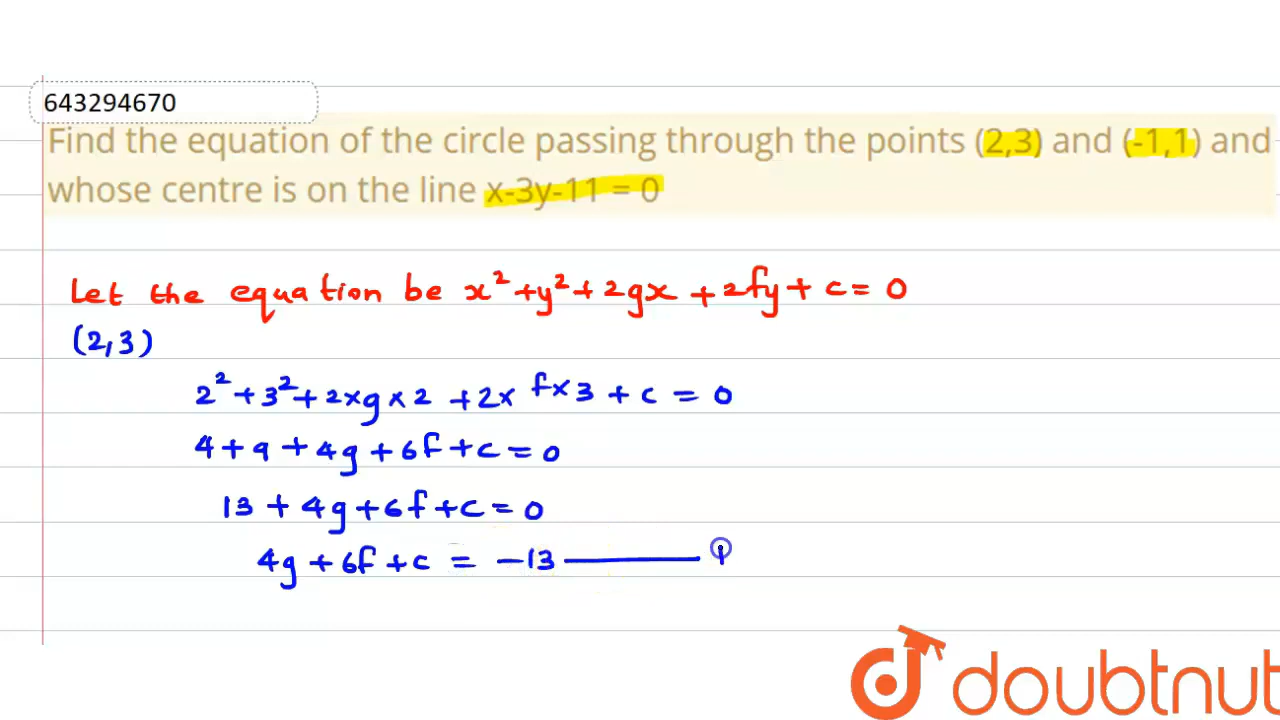 643294670
Find the equation of the circle passing through the points (2,3) and (-1,1) and
whose centre is on the line x-3y-11 = 0
Let the equation be x²+y²+2gx+2fy+c=0
(2,3)
2²+3²+2×g×2+2×f×3+c=0
4+9+4g+6f+c=0
13+4g+6f+c=0
4g+6f+c=-13 — 1
doubtnut